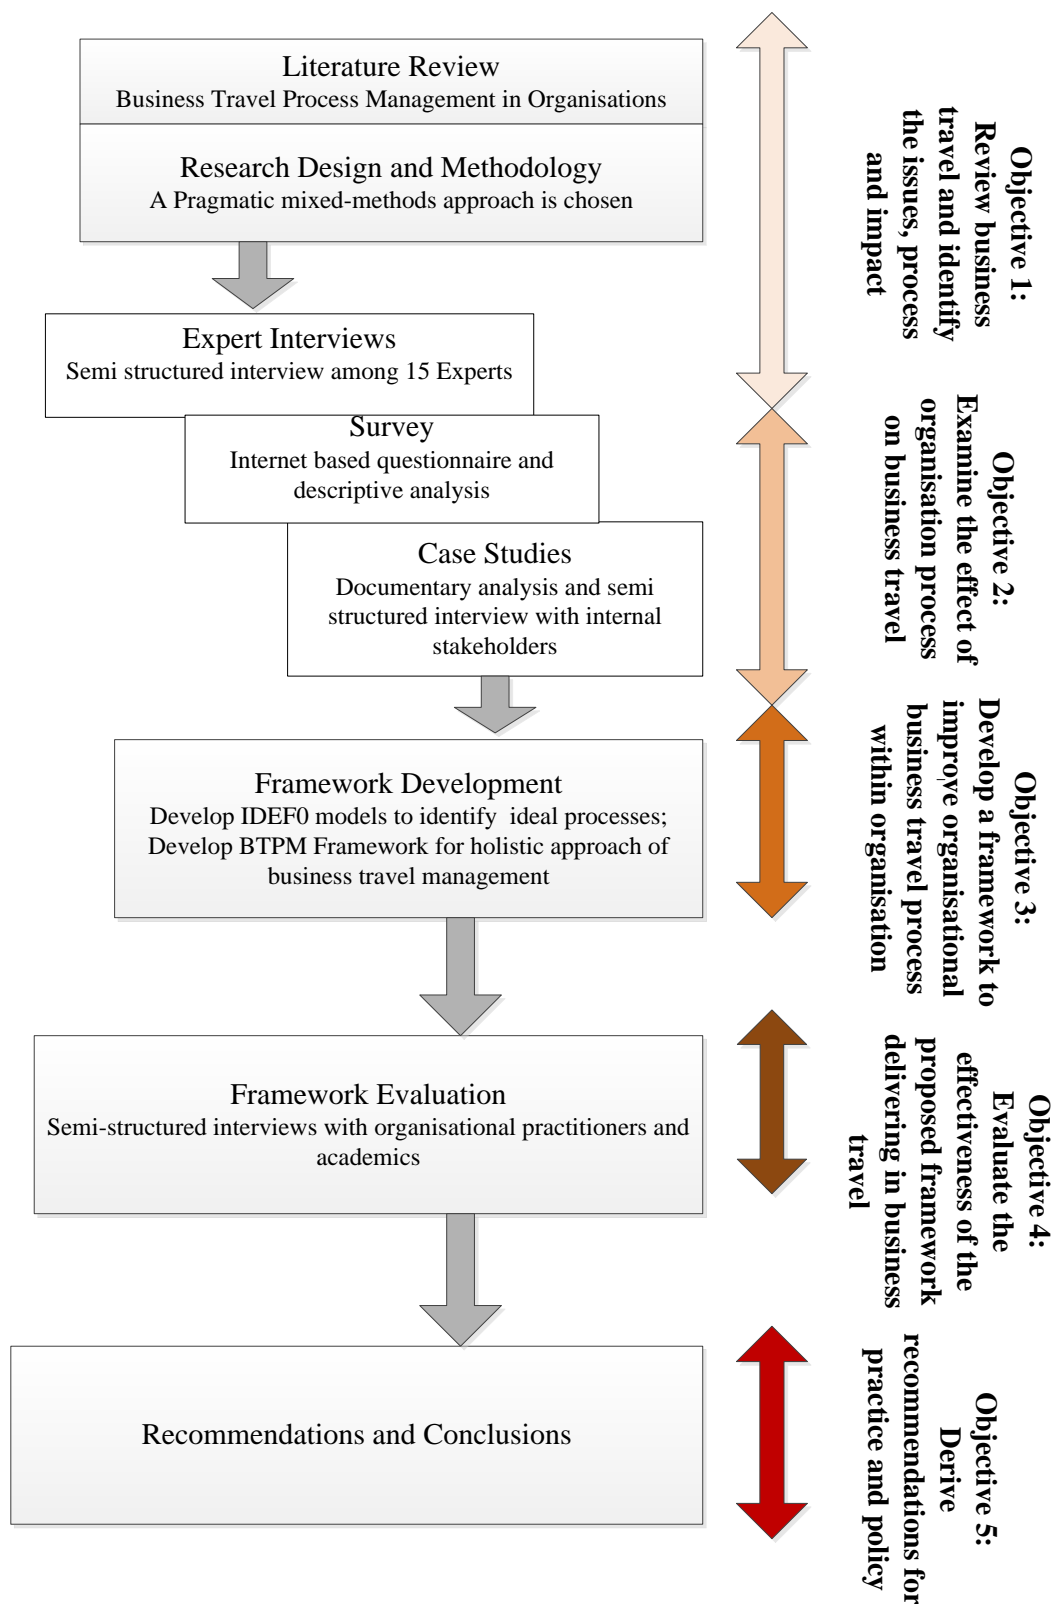 Literature Review
Business Travel Process Management in Organisations
Research Design and Methodology
A Pragmatic mixed-methods approach is chosen
Expert Interviews
Semi structured interview among 15 Experts
Survey
Internet based questionnaire and
descriptive analysis
Case Studies
Documentary analysis and semi
structured interview with internal
stakeholders
Framework Development
Develop IDEF0 models to identify ideal processes;
Develop BTPM Framework for holistic approach of
business travel management
Framework Evaluation
Semi-structured interviews with organisational practitioners and
academics
Recommendations and Conclusions
Objective 1:
Review business
travel and identify
the issues, process
and impact
Objective 2:
Examine the effect of
organisation process
on business travel
Objective 3:
Develop a framework to
improve organisational
business travel process
within organisation
Objective 4:
Evaluate the
effectiveness of the
proposed framework
delivering in business
travel
Objective 5:
Derive
recommendations for
practice and policy